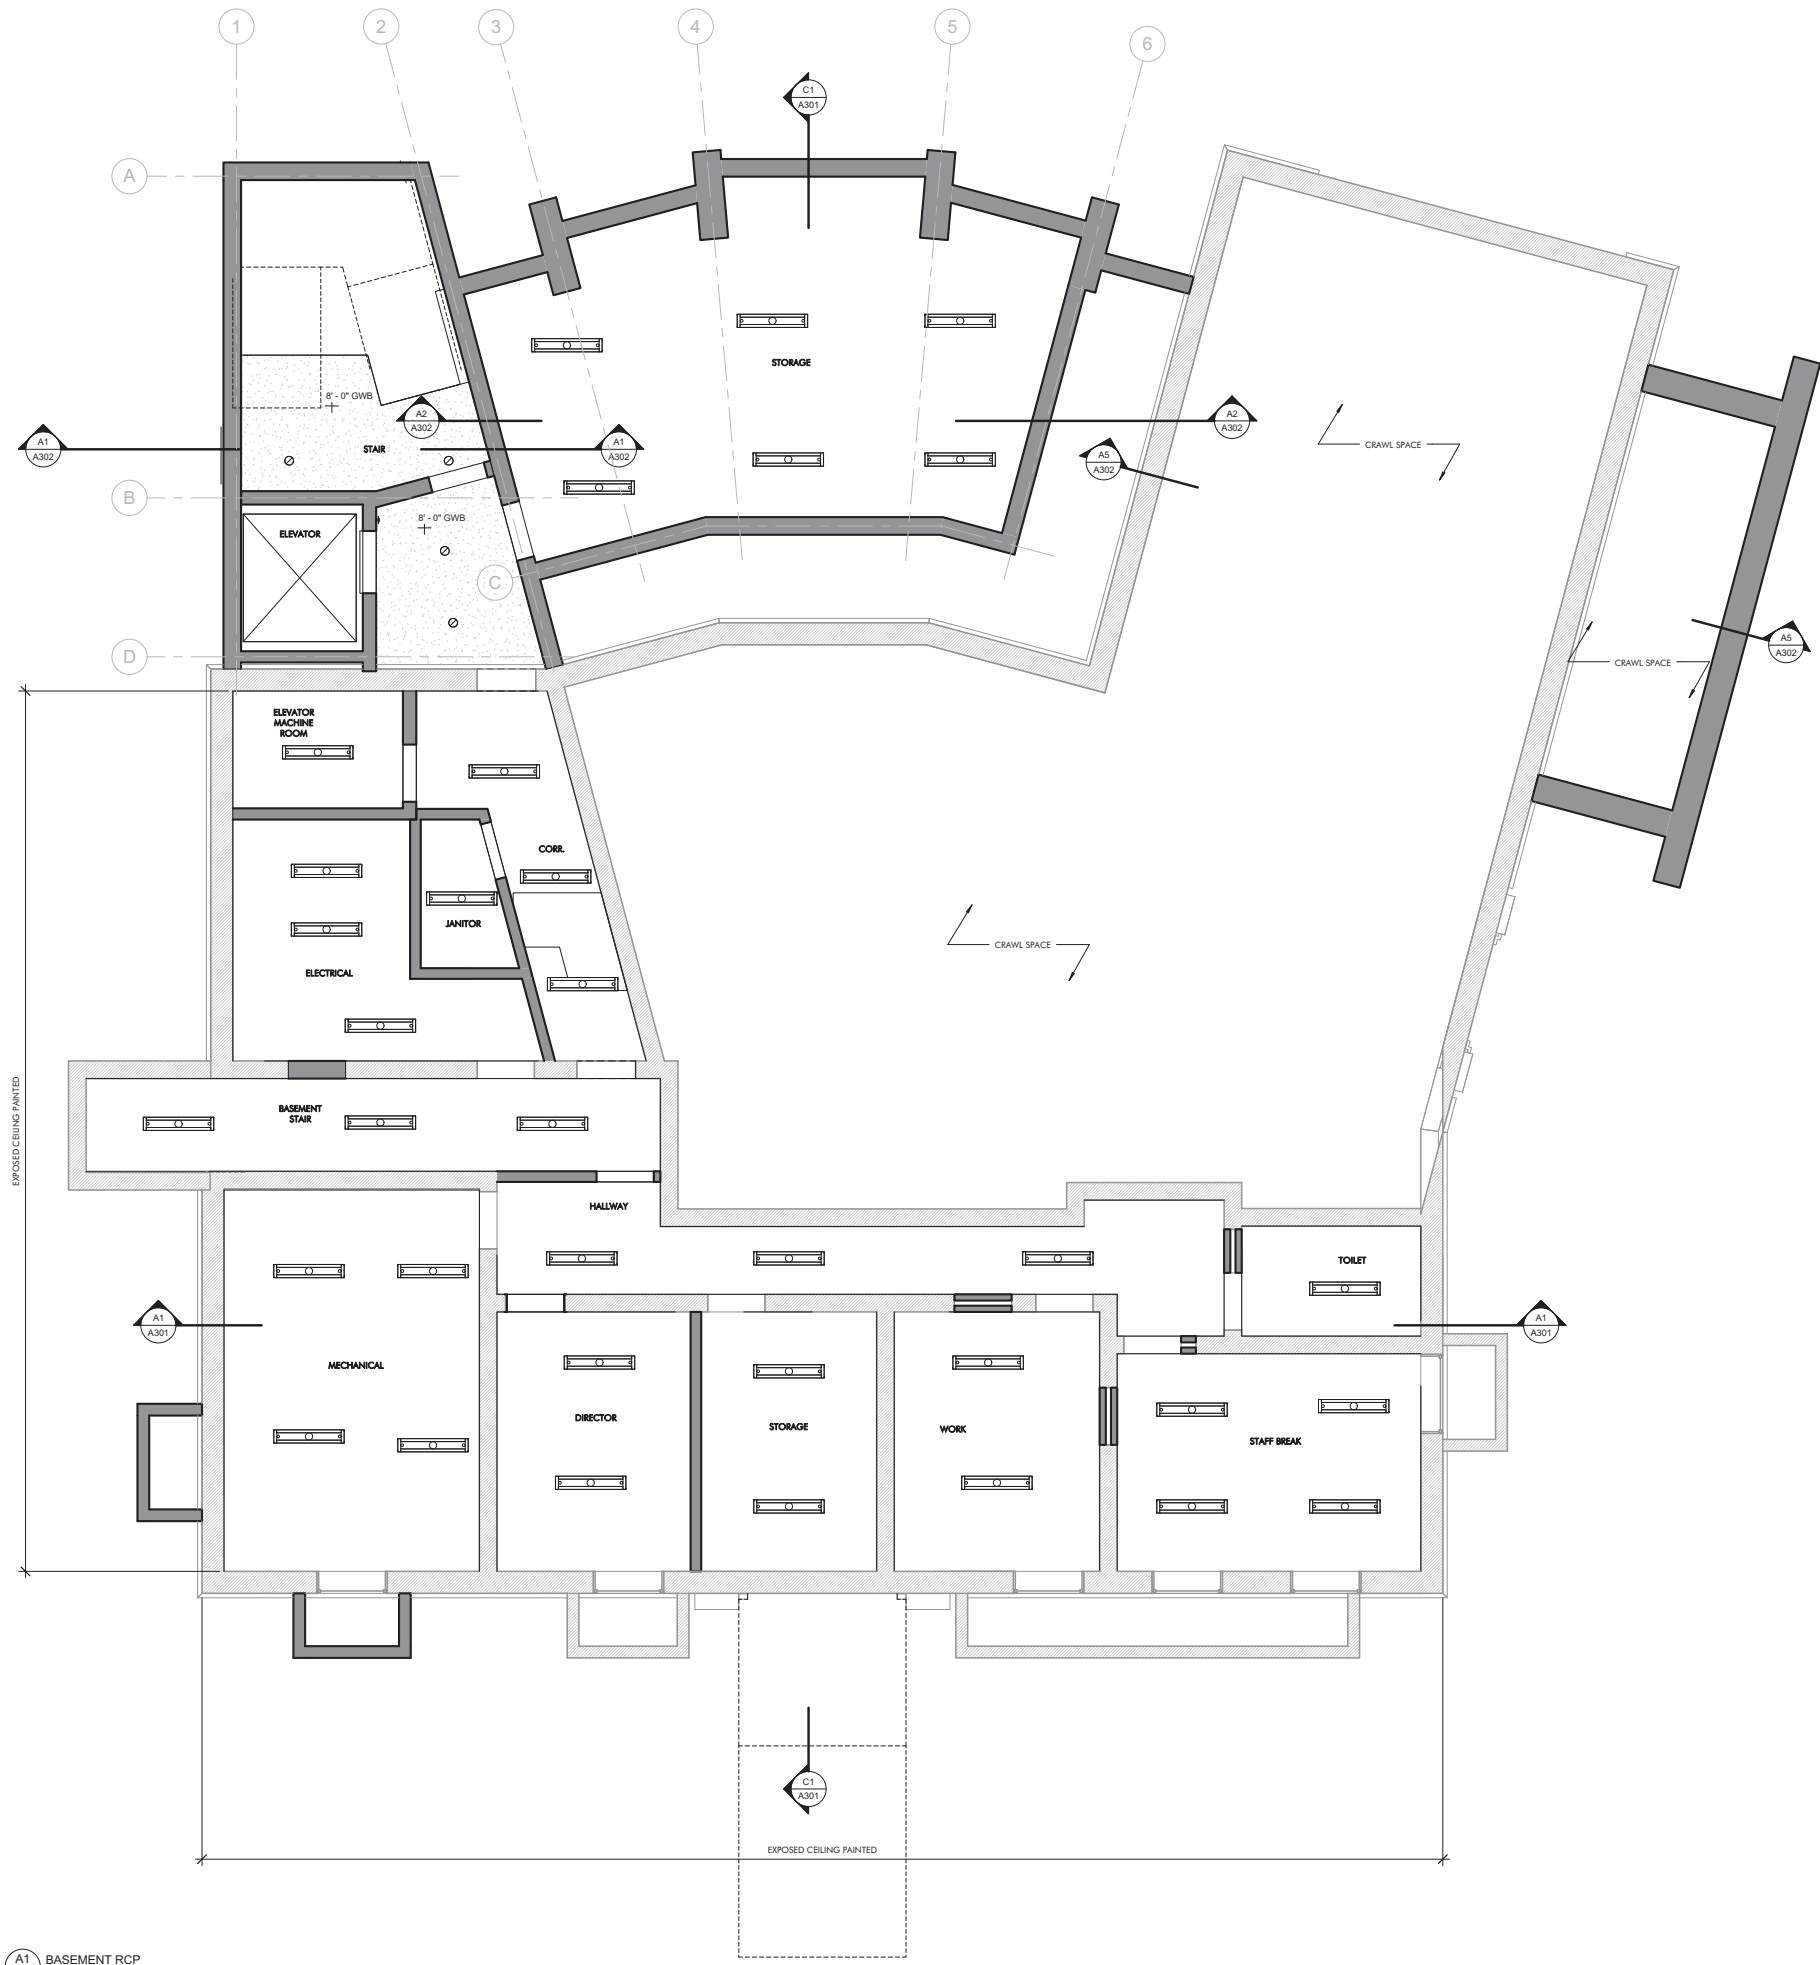 1
2
3
4
5
6
C1
A301
A
STORAGE
8' - 0" GWB
A2
A302
A2
A302
A1
A302
STAIR
A1
A302
A5
A302
CRAWL SPACE
B
8' - 0" GWB
ELEVATOR
C
D
A5
A302
CRAWL SPACE
ELEVATOR
MACHINE
ROOM
CORR.
JANITOR
CRAWL SPACE
ELECTRICAL
EXPOSED CEILING PAINTED
BASEMENT
STAIR
HALLWAY
TOILET
A1
A301
A1
A301
MECHANICAL
DIRECTOR
STORAGE
WORK
STAFF BREAK
C1
A301
EXPOSED CEILING PAINTED
A1
BASEMENT RCP